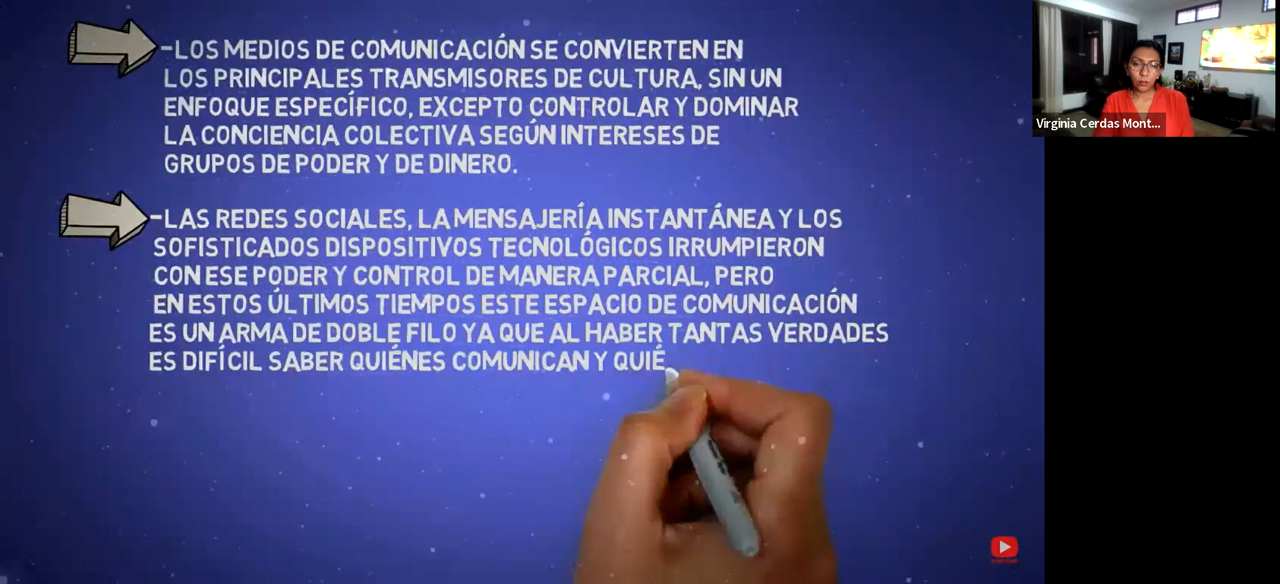 -LOS MEDIOS DE COMUNICACIÓN SE CONVIERTEN EN
LOS PRINCIPALES TRANSMISORES DE CULTURA, SIN UN
ENFOQUE ESPECÍFICO, EXCEPTO CONTROLAR Y DOMINAR
LA CONCIENCIA COLECTIVA SEGÚN INTERESES DE
GRUPOS DE PODER Y DE DINERO.
-LAS REDES SOCIALES, LA MENSAJERÍA INSTANTÁNEA Y LOS
SOFISTICADOS DISPOSITIVOS TECNOLÓGICOS IRRUMPIERON
CON ESE PODER Y CONTROL DE MANERA PARCIAL, PERO
EN ESTOS ÚLTIMOS TIEMPOS ESTE ESPACIO DE COMUNICACIÓN
ES UN ARMA DE DOBLE FILO YA QUE AL HABER TANTAS VERDADES
ES DIFÍCIL SABER QUIÉNES COMUNICAN Y QUIÉ
Virginia Cerdas Mont...